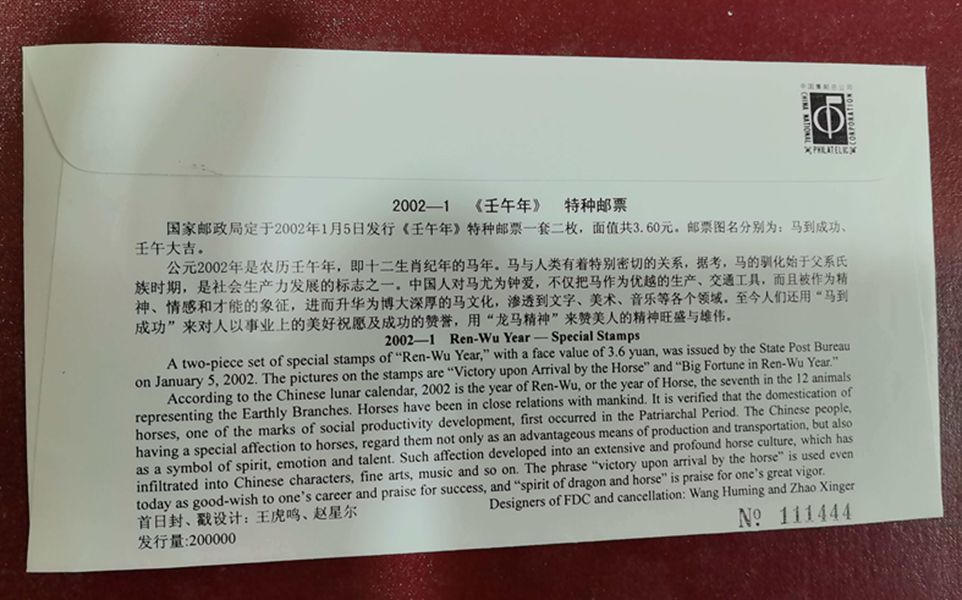 中国集邮总公司
CHINA NATIONAL PHILATELIC CORPORATION
2002—1 《壬午年》 特种邮票
国家邮政局定于2002年1月5日发行《壬午年》特种邮票一套二枚，面值共3.60元。邮票图名分别为：马到成功、
壬午大吉。
公元2002年是农历壬午年，即十二生肖纪年的马年。马与人类有着特别密切的关系，据考，马的驯化始于父系氏
族时期，是社会生产力发展的标志之一。中国人对马尤为钟爱，不仅把马作为优越的生产、交通工具，而且被作为精
神、情感和才能的象征，进而升华为博大深厚的马文化，渗透到文字、美术、音乐等各个领域。至今人们还用“马到
成功”来对人以事业上的美好祝愿及成功的赞誉，用“龙马精神”来赞美人的精神旺盛与雄伟。
2002—1 Ren-Wu Year — Special Stamps
A two-piece set of special stamps of “Ren-Wu Year,” with a face value of 3.6 yuan, was issued by the State Post Bureau
on January 5, 2002. The pictures on the stamps are “Victory upon Arrival by the Horse” and “Big Fortune in Ren-Wu Year.”
According to the Chinese lunar calendar, 2002 is the year of Ren-Wu, or the year of Horse, the seventh in the 12 animals
representing the Earthly Branches. Horses have been in close relations with mankind. It is verified that the domestication of
horses, one of the marks of social productivity development, first occurred in the Patriarchal Period. The Chinese people,
having a special affection to horses, regard them not only as an advantageous means of production and transportation, but also
as a symbol of spirit, emotion and talent. Such affection developed into an extensive and profound horse culture, which has
infiltrated into Chinese characters, fine arts, music and so on. The phrase “victory upon arrival by the horse” is used even
today as good-wish to one’s career and praise for success, and “spirit of dragon and horse” is praise for one’s great vigor.
Designers of FDC and cancellation: Wang Huming and Zhao Xinger
首日封、戳设计：王虎鸣、赵星尔
发行量:200000
№ 111444